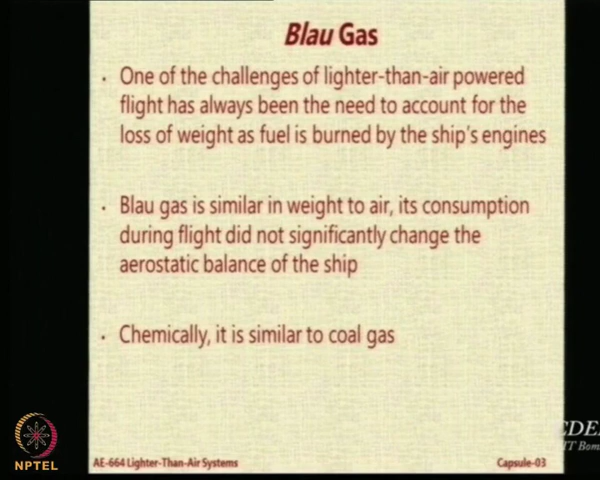 Blau Gas
• One of the challenges of lighter-than-air powered
flight has always been the need to account for the
loss of weight as fuel is burned by the ship's engines
• Blau gas is similar in weight to air, its consumption
during flight did not significantly change the
aerostatic balance of the ship
• Chemically, it is similar to coal gas
NPTEL
AE-664 Lighter-Than-Air Systems
Capsule-03